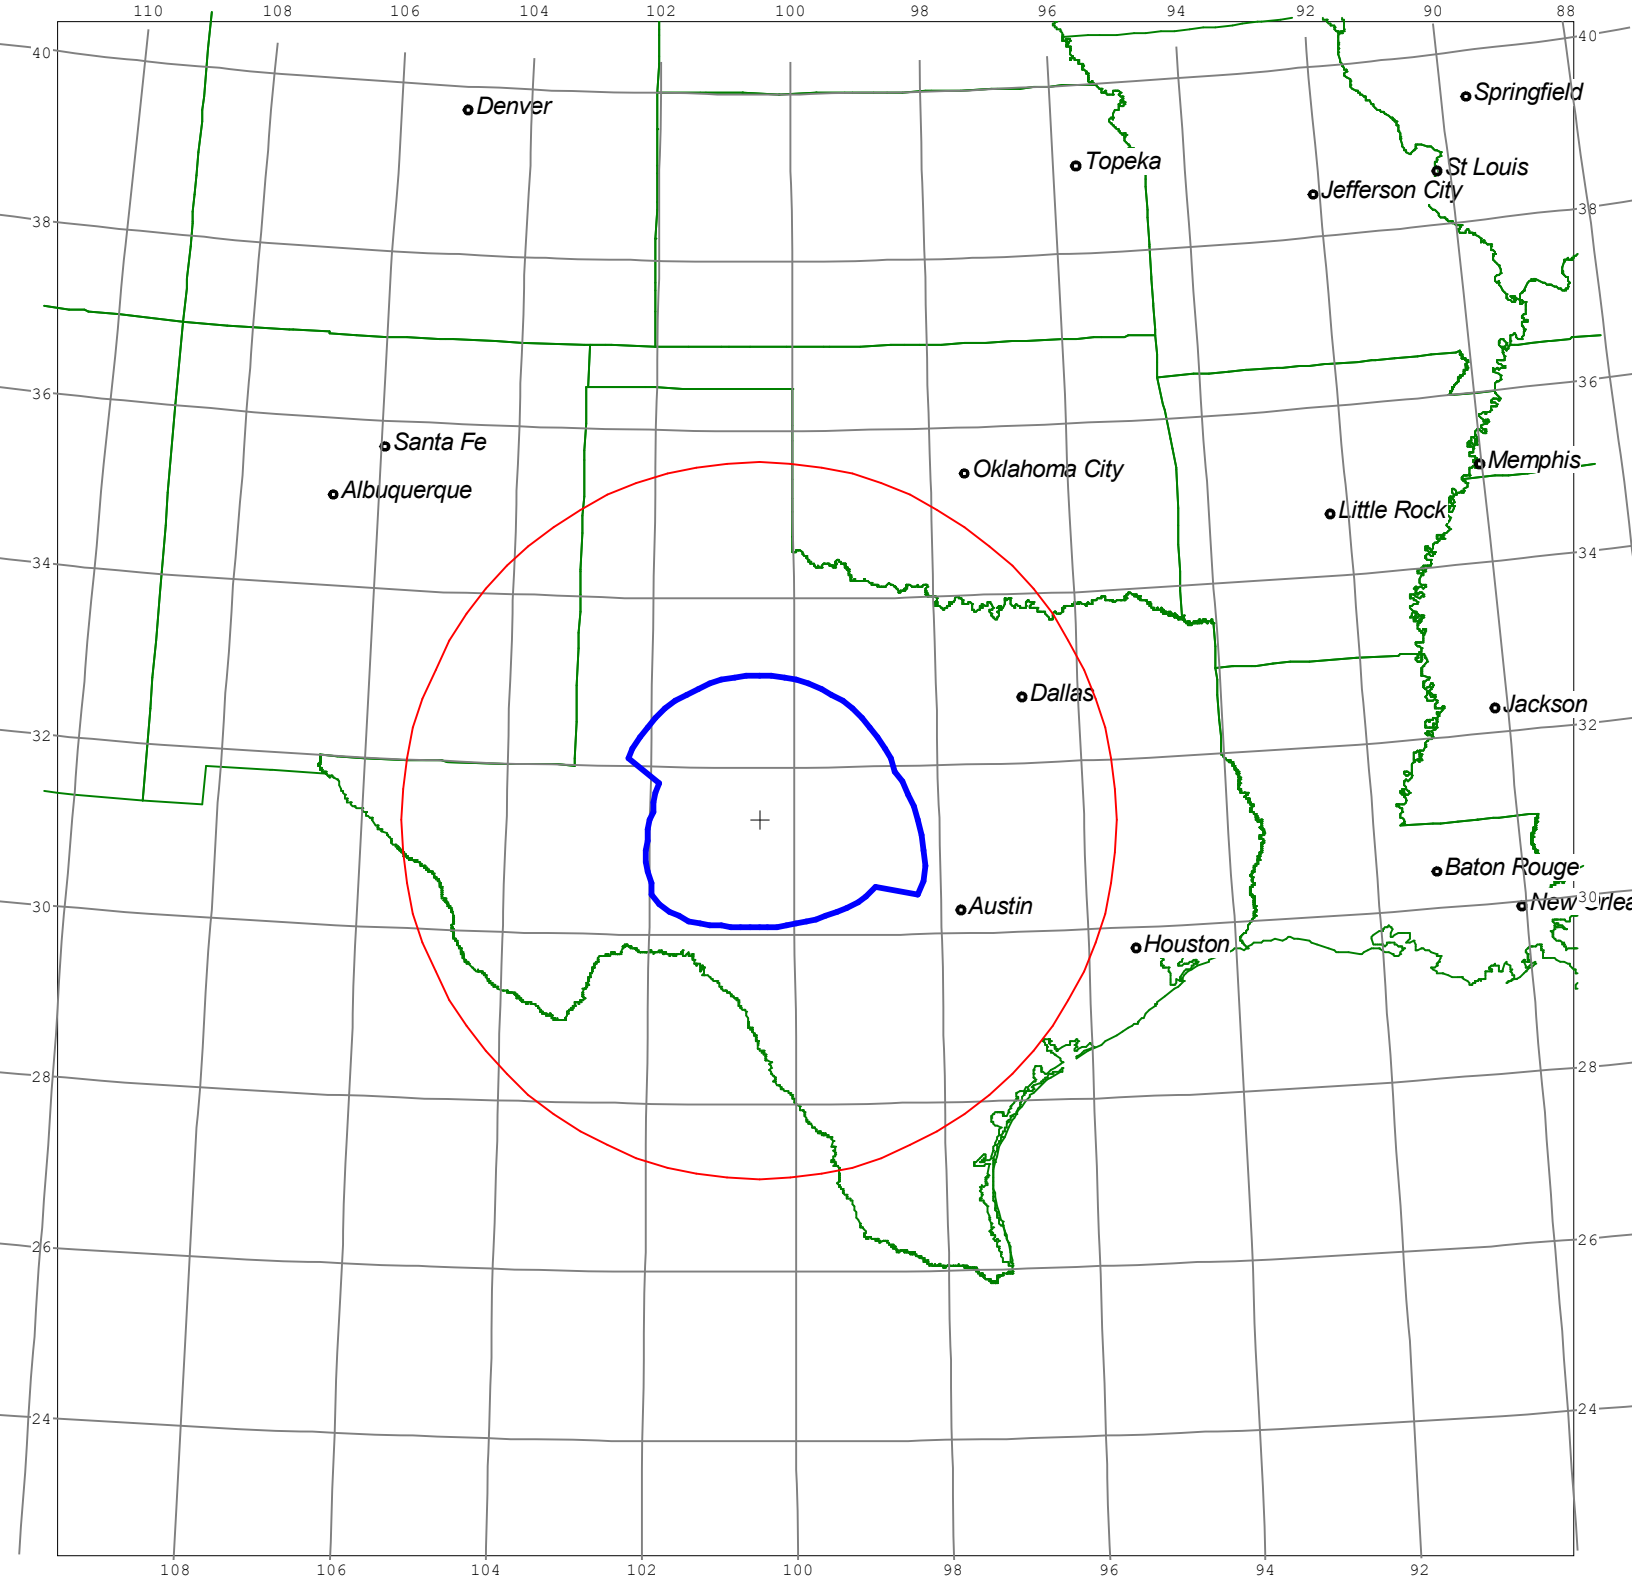 110 108 106 104 102 100 98 96 94 92 90 88
40 40
Springfield
Denver
Topeka
St Louis
Jefferson City
38 38
36 36
Santa Fe
Memphis
Oklahoma City
Albuquerque
Little Rock
34 34
Dallas
Jackson
32 32
Baton Rouge
30 Austin New Orlea 30
Houston
28 28
26 26
24 24
108 106 104 102 100 98 96 94 92